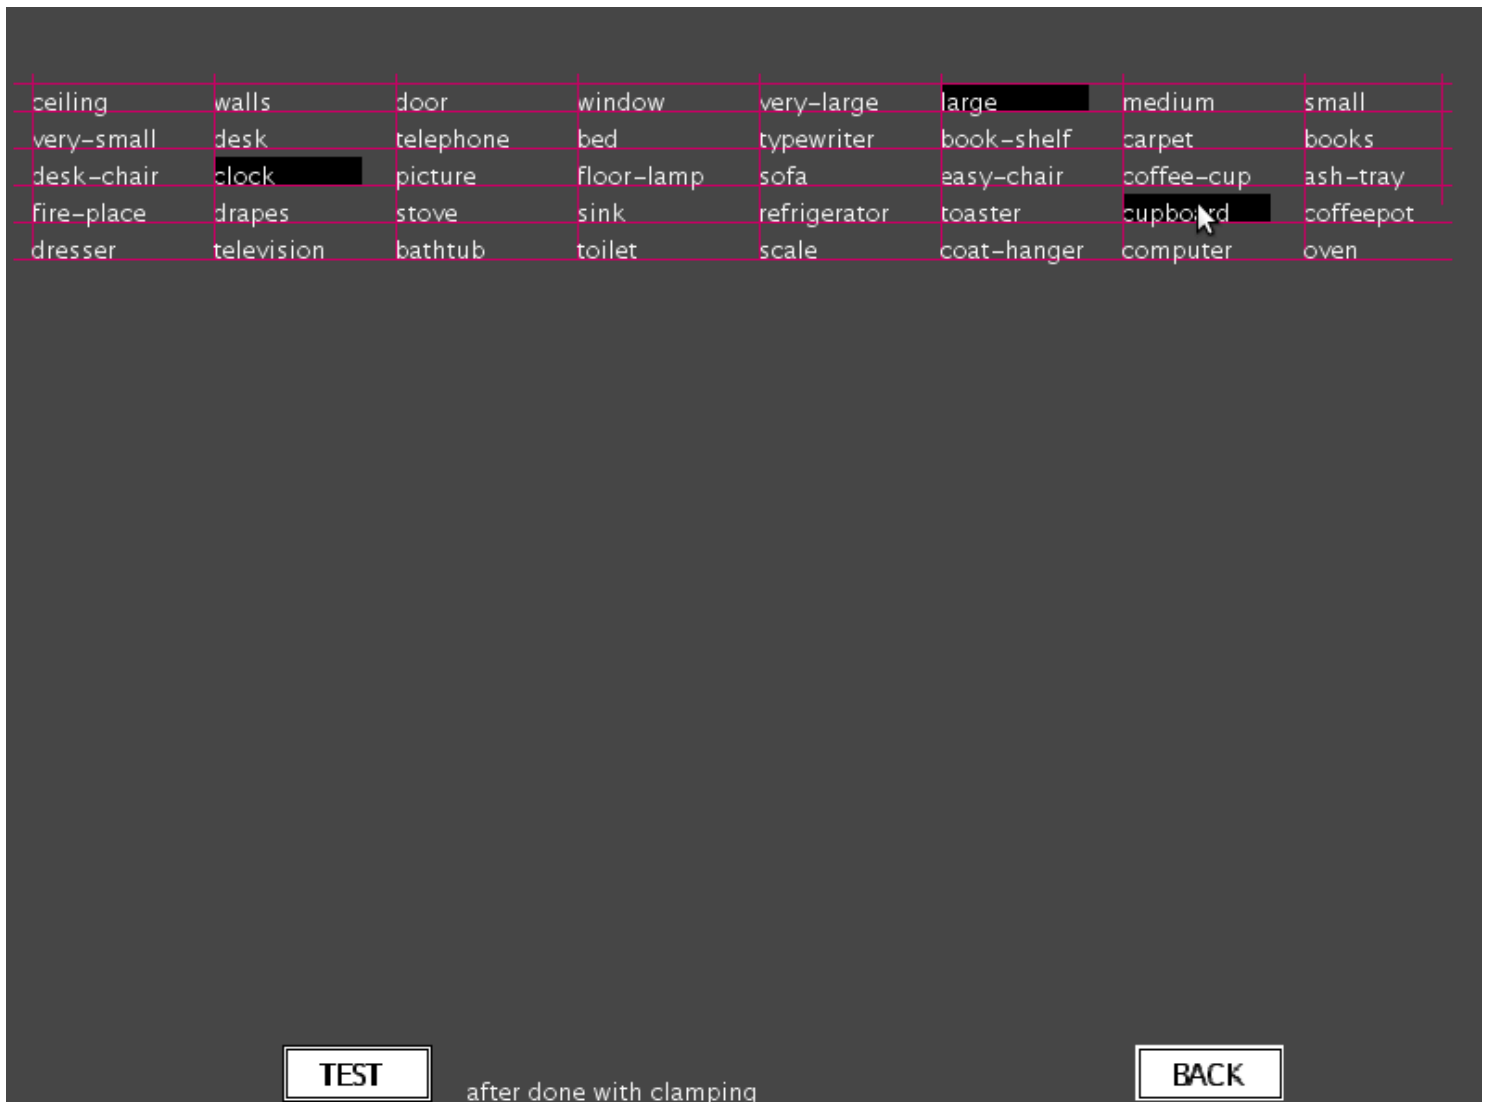 ceiling walls door window very-large large medium small
very-small desk telephone bed typewriter book-shelf carpet books
desk-chair clock picture floor-lamp sofa easy-chair coffee-cup ash-tray
fire-place drapes stove sink refrigerator toaster cupboard coffeepot
dresser television bathtub toilet scale coat-hanger computer oven
TEST after done with clamping BACK